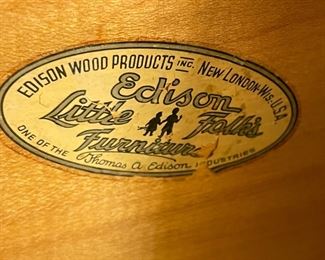 EDISON WOOD PRODUCTS INC. NEW LONDON-WIS-U.S.A.
Edison
Little Folks
Furniture
ONE OF THE Thomas A Edison INDUSTRIES